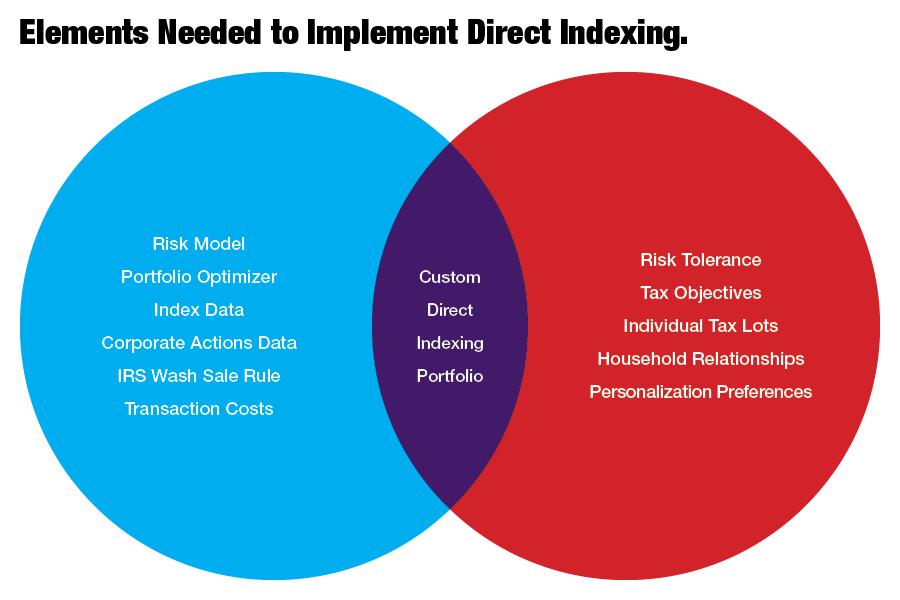 Elements Needed to Implement Direct Indexing.
Risk Model
Portfolio Optimizer
Index Data
Corporate Actions Data
IRS Wash Sale Rule
Transaction Costs
Custom
Direct
Indexing
Portfolio
Risk Tolerance
Tax Objectives
Individual Tax Lots
Household Relationships
Personalization Preferences